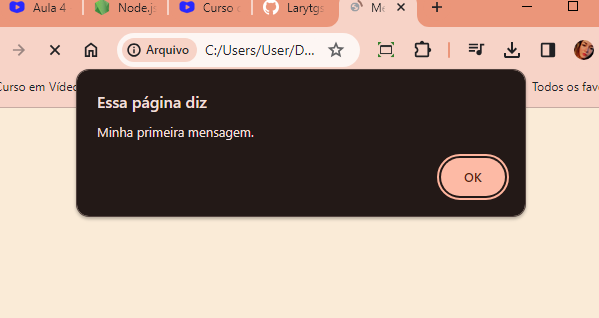 Aula 4
Node.js
Curso
Larytgs
Me
Arquivo
C:/Users/User/D...
Curso em Víde
Todos os fav
Essa página diz
Minha primeira mensagem.
OK